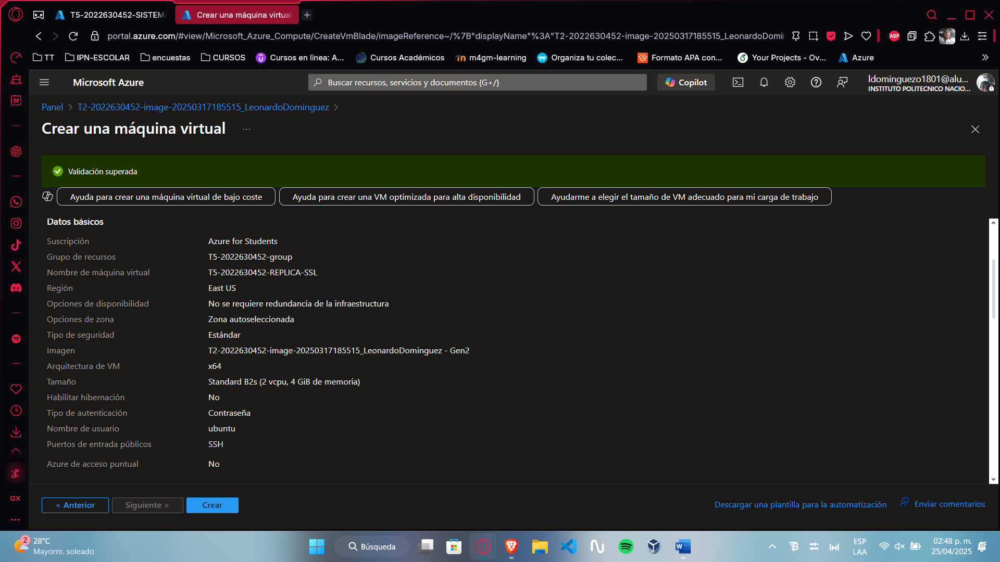 T5-2022630452-SISTEM
Crear una máquina virtua
portal.azure.com/#view/Microsoft_Azure_Compute/CreateVmBlade/imageReference~/%7B"displayName"%3A"T2-2022630452-image-20250317185515_LeonardoDomi
ABP
TT
IPN-ESCOLAR
encuestas
CURSOS
Cursos en línea: A...
Cursos Académicos
m4gm-learning
Organiza tu colec...
Formato APA con...
Your Projects - Ov...
Azure
Microsoft Azure
Buscar recursos, servicios y documentos (G+/)
Copilot
ldominguezo1801@alu...
INSTITUTO POLITECNICO NACIO...
Panel > T2-2022630452-image-20250317185515_LeonardoDominguez >
Crear una máquina virtual ...
Validación superada
Ayuda para crear una máquina virtual de bajo coste
Ayuda para crear una VM optimizada para alta disponibilidad
Ayudarme a elegir el tamaño de VM adecuado para mi carga de trabajo
Datos básicos
Suscripción Azure for Students
Grupo de recursos T5-2022630452-group
Nombre de máquina virtual T5-2022630452-REPLICA-SSL
Región East US
Opciones de disponibilidad No se requiere redundancia de la infraestructura
Opciones de zona Zona autoseleccionada
Tipo de seguridad Estándar
Imagen T2-2022630452-image-20250317185515_LeonardoDominguez - Gen2
Arquitectura de VM x64
Tamaño Standard B2s (2 vcpu, 4 GiB de memoria)
Habilitar hibernación No
Tipo de autenticación Contraseña
Nombre de usuario ubuntu
Puertos de entrada públicos SSH
Azure de acceso puntual No
GX
< Anterior
Siguiente >
Crear
Descargar una plantilla para la automatización
Enviar comentarios
2
28°C
Mayorm. soleado
Búsqueda
ESP
LAA
02:48 p. m.
25/04/2025